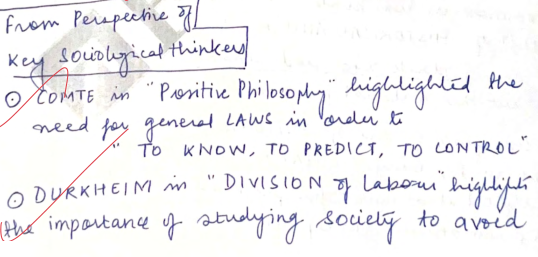 From Perspective of
Key Sociological thinkers
⊙ COMTE in "Positive Philosophy" highlighted the
need for general LAWS in order to
" TO KNOW, TO PREDICT, TO CONTROL"
⊙ DURKHEIM in "DIVISION of Labour" highlights
the importance of studying society to avoid